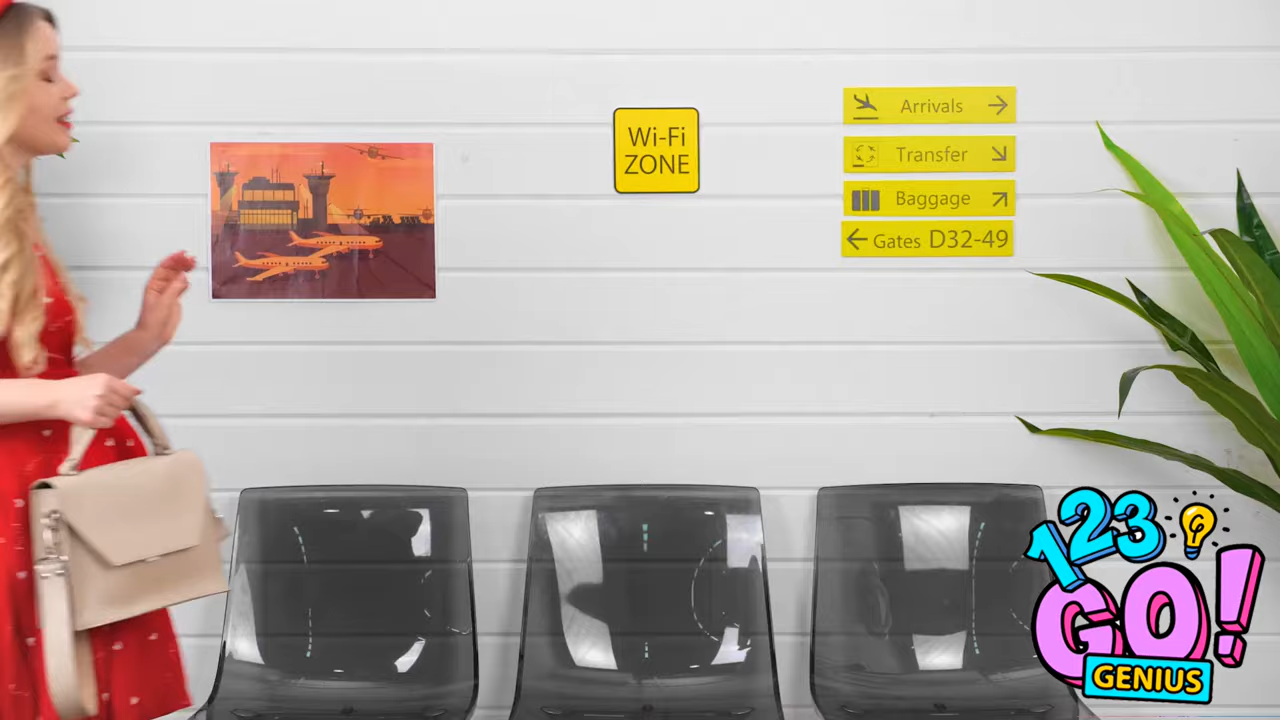 Wi-Fi
ZONE
Arrivals
Transfer
Baggage
Gates D32-49
123
GO!
GENIUS